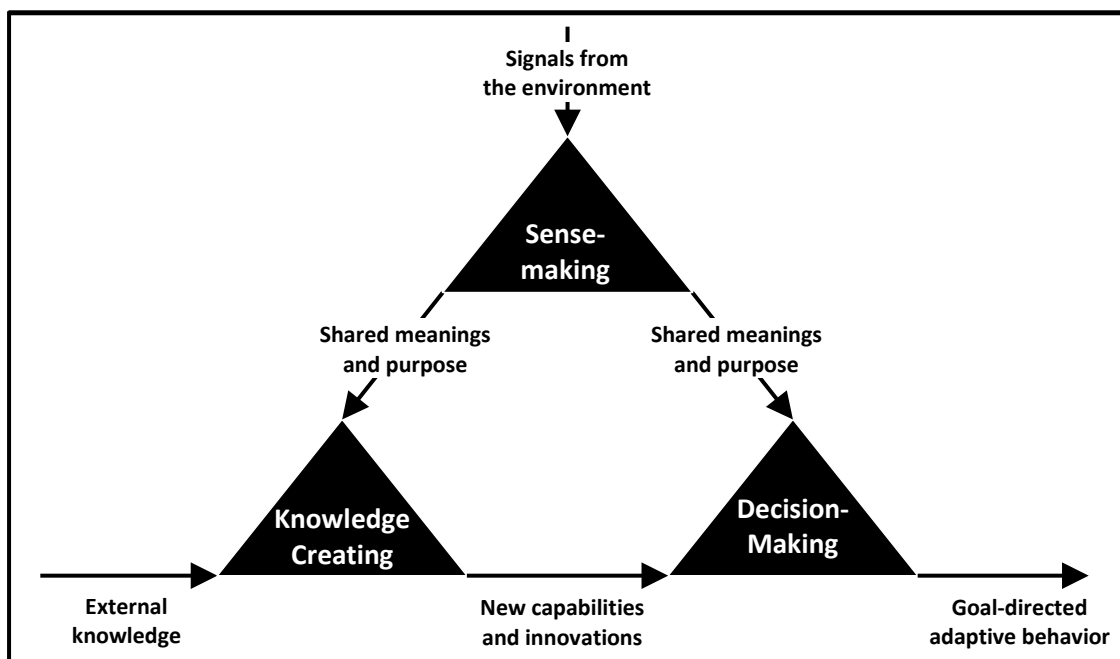 Signals from
the environment
Sense-
making
Shared meanings
and purpose
Shared meanings
and purpose
Knowledge
Creating
Decision-
Making
External
knowledge
New capabilities
and innovations
Goal-directed
adaptive behavior